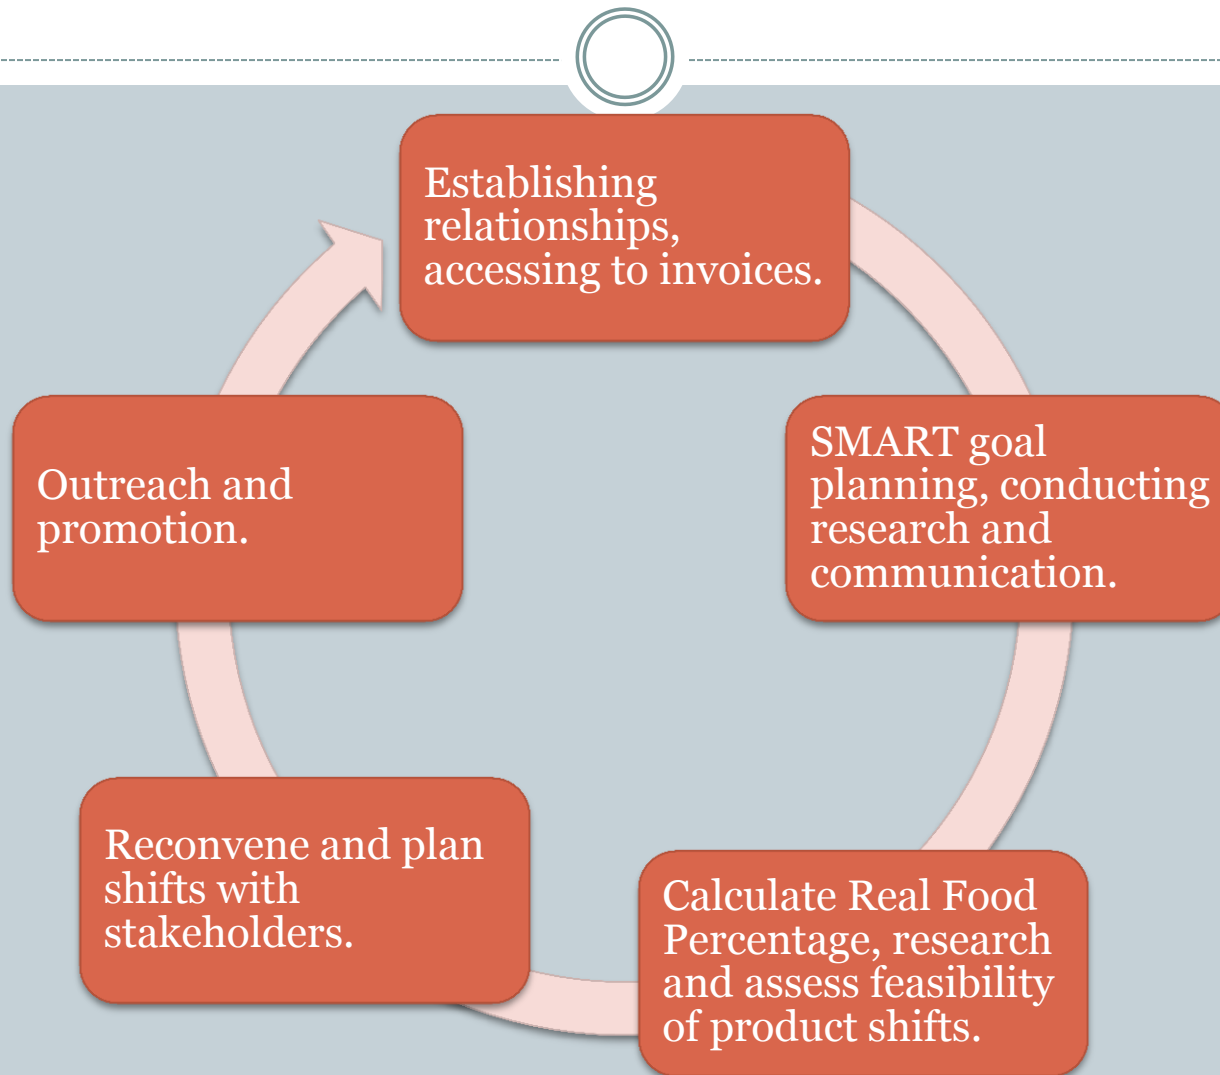 Establishing
relationships,
accessing to invoices.
SMART goal
planning, conducting
research and
communication.
Calculate Real Food
Percentage, research
and assess feasibility
of product shifts.
Reconvene and plan
shifts with
stakeholders.
Outreach and
promotion.